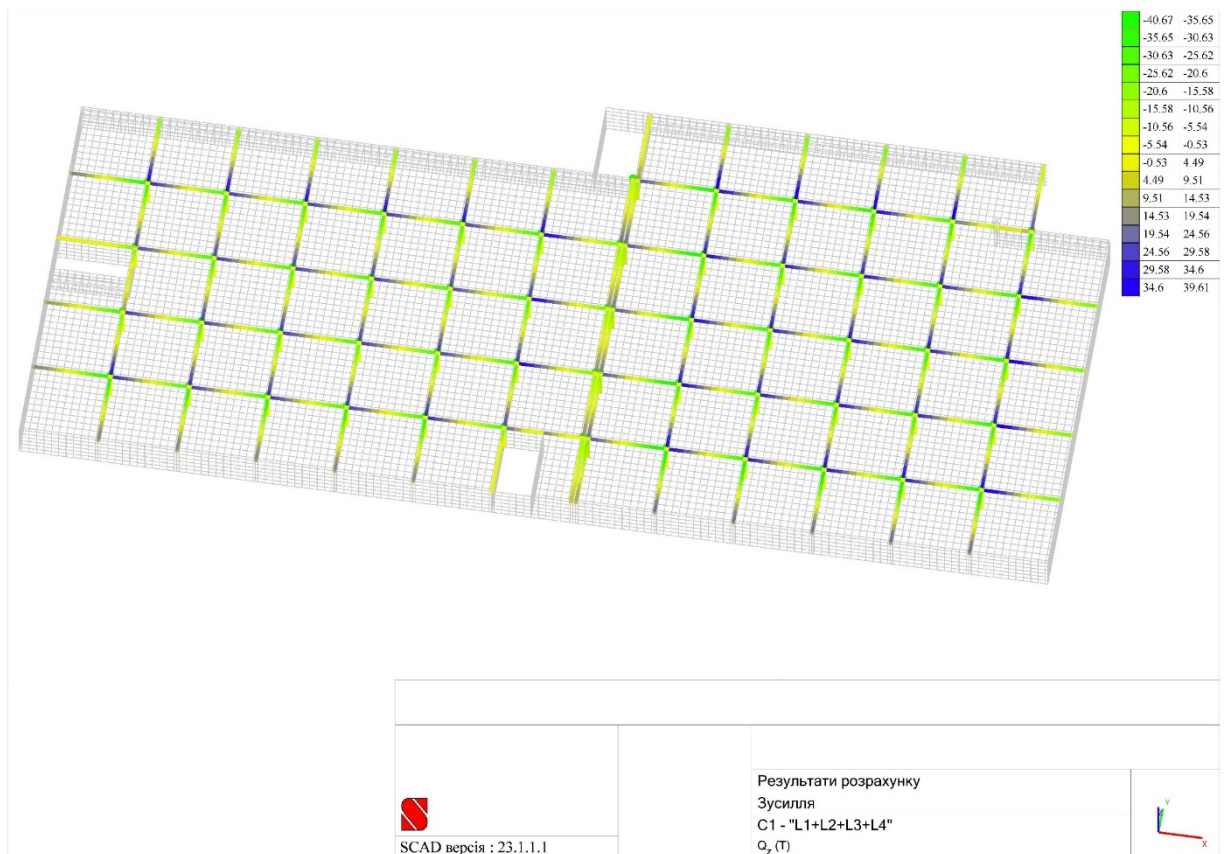 -40.67 -35.65
-35.65 -30.63
-30.63 -25.62
-25.62 -20.6
-20.6 -15.58
-15.58 -10.56
-10.56 -5.54
-5.54 -0.53
-0.53 4.49
4.49 9.51
9.51 14.53
14.53 19.54
19.54 24.56
24.56 29.58
29.58 34.6
34.6 39.61
Результати розрахунку
Зусилля
C1 - "L1+L2+L3+L4"
Qz (Т)
SCAD версія : 23.1.1.1
Y
X